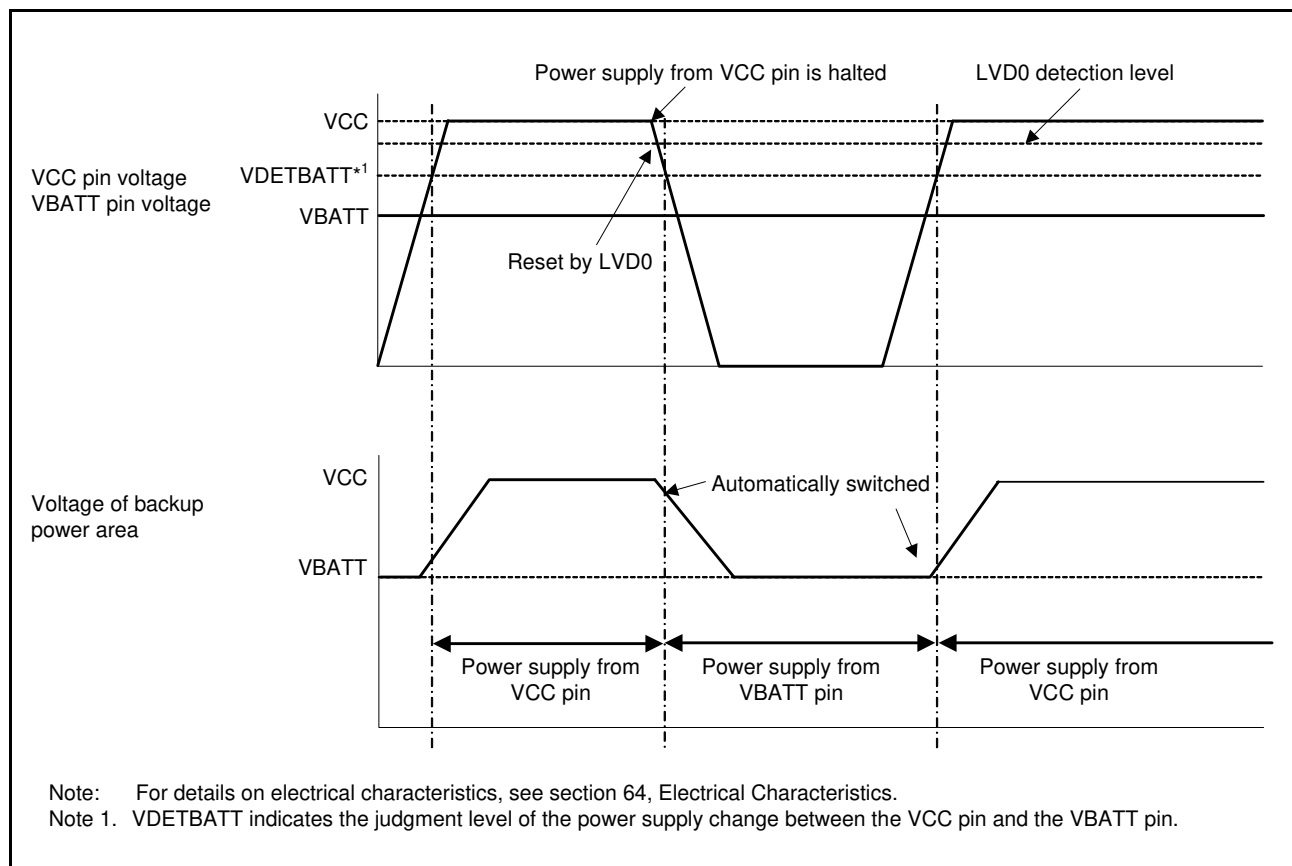 Power supply from VCC pin is halted
LVD0 detection level
VCC
VDETBATT*1
VCC pin voltage
VBATT pin voltage
VBATT
Reset by LVD0
VCC
Automatically switched
Voltage of backup
power area
VBATT
Power supply from
VCC pin
Power supply from
VBATT pin
Power supply from
VCC pin
Note: For details on electrical characteristics, see section 64, Electrical Characteristics.
Note 1. VDETBATT indicates the judgment level of the power supply change between the VCC pin and the VBATT pin.